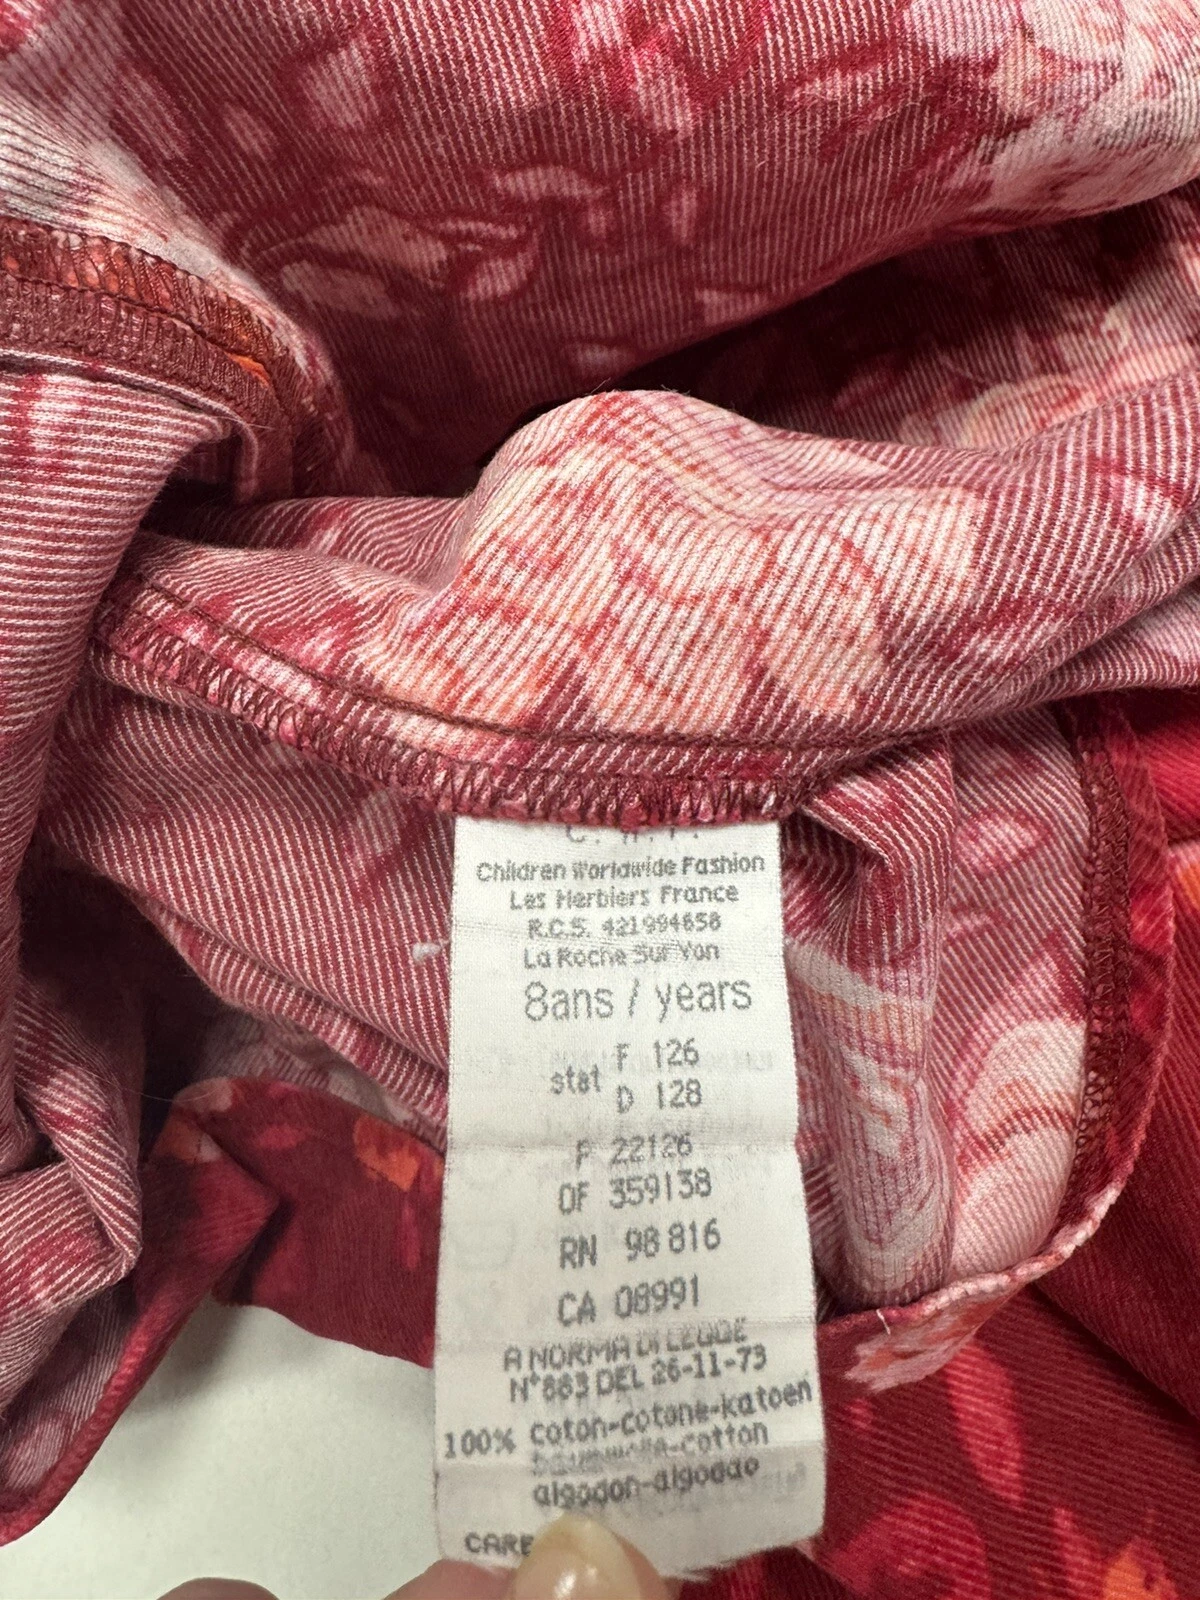 C. W. F.
Children Worldwide Fashion
Les Herbiers France
R.C.S. 421994658
La Roche Sur Yon
8ans / years
stat F 126
D 128
P 22126
OF 359138
RN 98 816
CA 08991
A NORMA DI LEGGE
N°883 DEL 26-11-73
100% coton-cotone-katoen
baumwolle-cotton
algodon-algodao
CARE